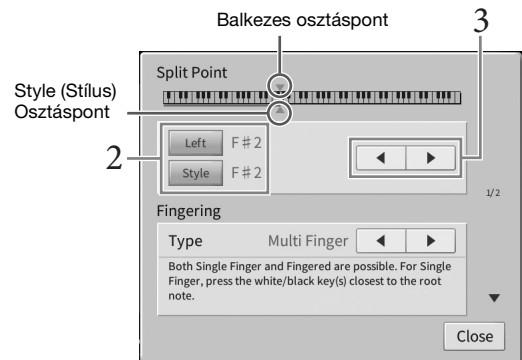 Balkezes osztáspont
3
Split Point
Style (Stílus)
Osztáspont
2
Left F♯2
Style F♯2
1/2
Fingering
Type Multi Finger
Both Single Finger and Fingered are possible. For Single
Finger, press the white/black key(s) closest to the root
note.
Close